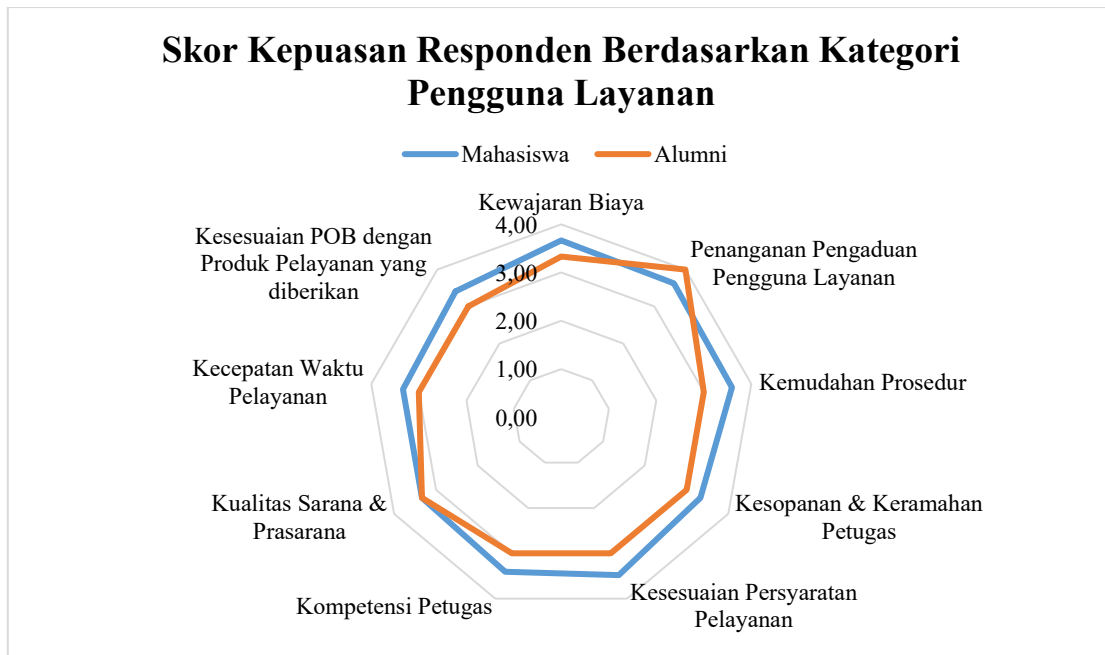 Skor Kepuasan Responden Berdasarkan Kategori
Pengguna Layanan
Mahasiswa
Alumni
Kewajaran Biaya
Penanganan Pengaduan
Pengguna Layanan
Kemudahan Prosedur
Kesopanan & Keramahan
Petugas
Kesesuaian Persyaratan
Pelayanan
Kompetensi Petugas
Kualitas Sarana &
Prasarana
Kecepatan Waktu
Pelayanan
Kesesuaian POB dengan
Produk Pelayanan yang
diberikan
4,00
3,00
2,00
1,00
0,00